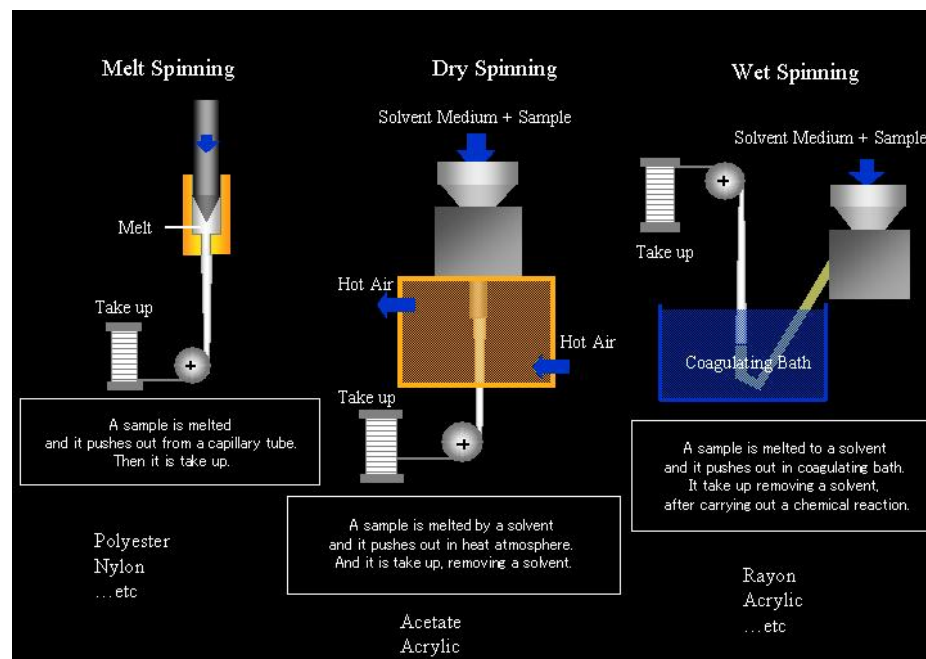 Melt Spinning
Melt
Take up
A sample is melted
and it pushes out from a capillary tube.
Then it is take up.
Polyester
Nylon
...etc
Dry Spinning
Solvent Medium + Sample
Hot Air
Hot Air
Take up
A sample is melted by a solvent
and it pushes out in heat atmosphere.
And it is take up, removing a solvent.
Acetate
Acrylic
Wet Spinning
Solvent Medium + Sample
Take up
Coagulating Bath
A sample is melted to a solvent
and it pushes out in coagulating bath.
It take up removing a solvent,
after carrying out a chemical reaction.
Rayon
Acrylic
...etc